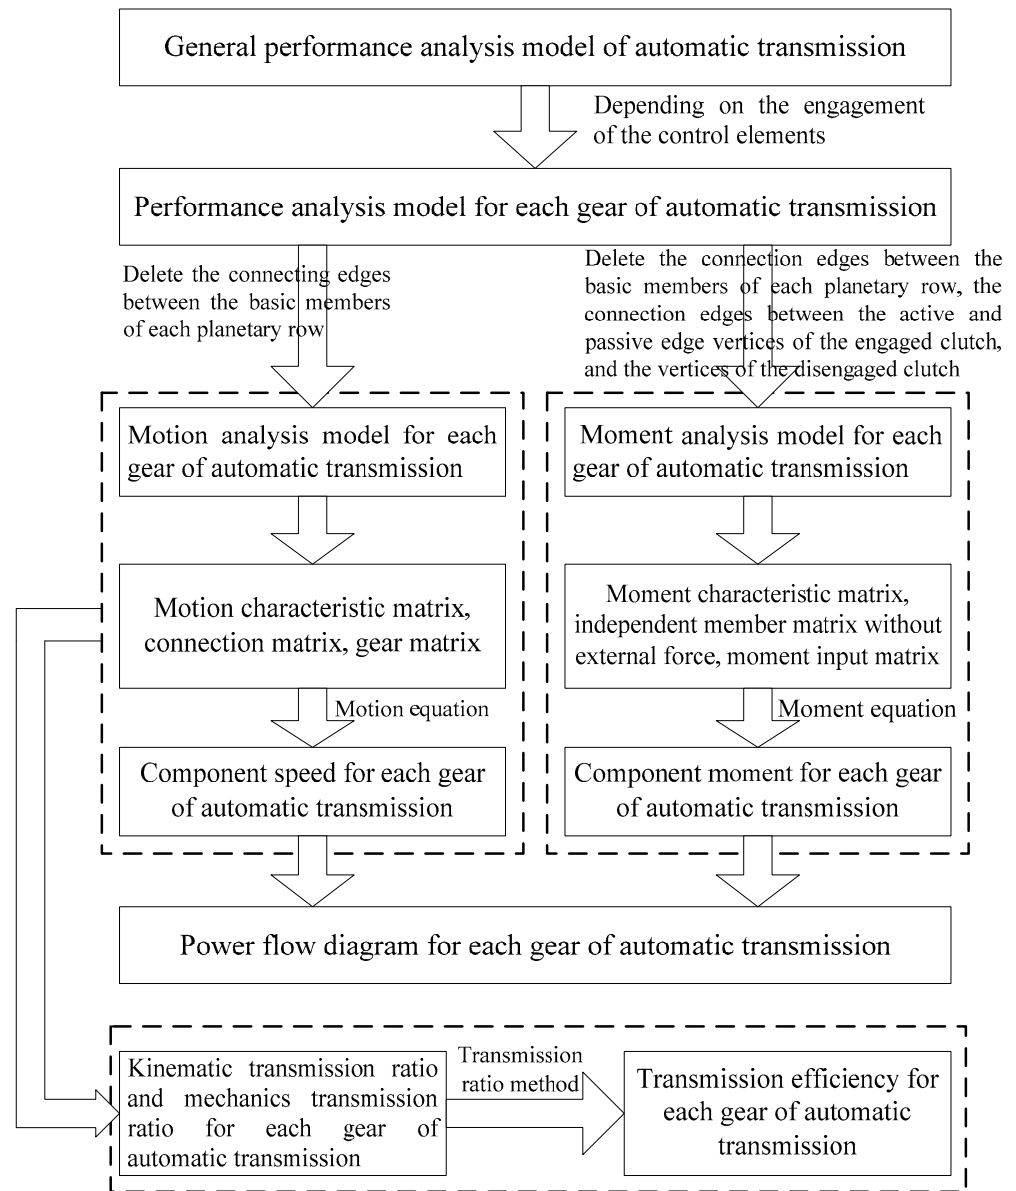 General performance analysis model of automatic transmission
Depending on the engagement
of the control elements
Performance analysis model for each gear of automatic transmission
Delete the connecting edges
between the basic members
of each planetary row
Delete the connection edges between the
basic members of each planetary row, the
connection edges between the active and
passive edge vertices of the engaged clutch,
and the vertices of the disengaged clutch
Motion analysis model for each
gear of automatic transmission
Moment analysis model for each
gear of automatic transmission
Motion characteristic matrix,
connection matrix, gear matrix
Moment characteristic matrix,
independent member matrix without
external force, moment input matrix
Motion equation
Moment equation
Component speed for each gear
of automatic transmission
Component moment for each gear
of automatic transmission
Power flow diagram for each gear of automatic transmission
Kinematic transmission ratio
and mechanics transmission
ratio for each gear of
automatic transmission
Transmission
ratio method
Transmission efficiency for
each gear of automatic
transmission